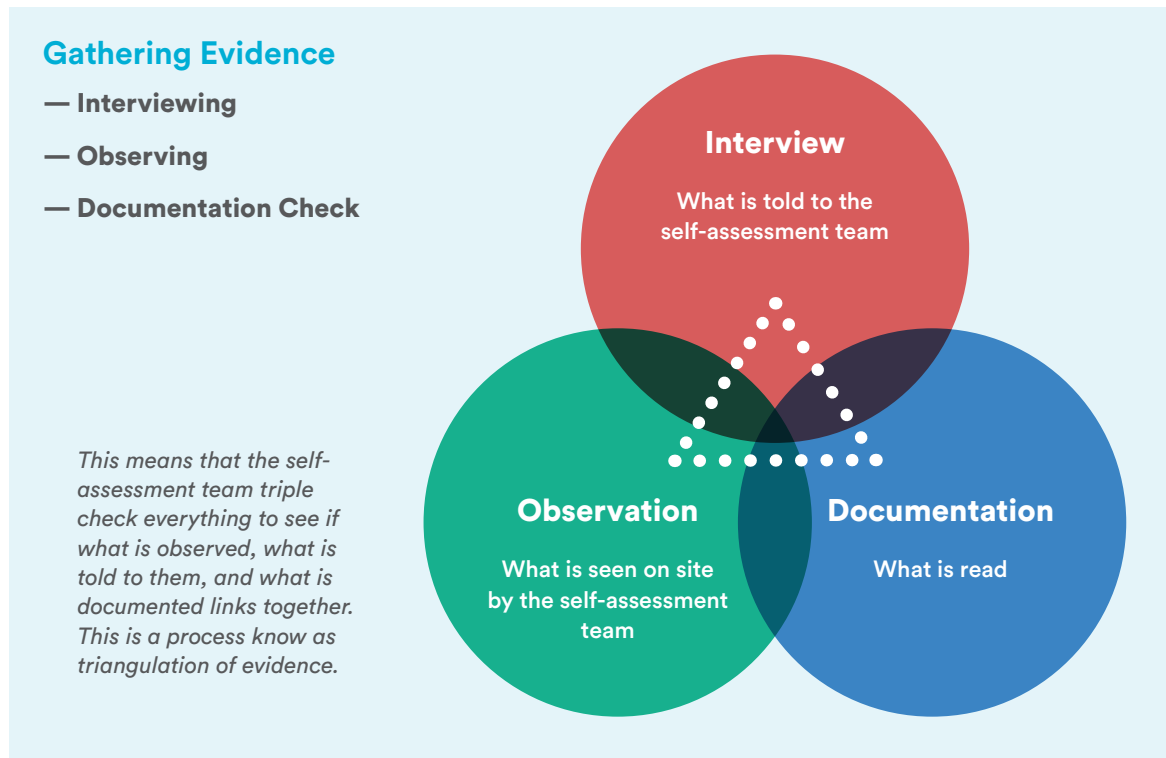 Gathering Evidence
— Interviewing
— Observing
— Documentation Check
This means that the self-
assessment team triple
check everything to see if
what is observed, what is
told to them, and what is
documented links together.
This is a process know as
triangulation of evidence.
Interview
What is told to the
self-assessment team
Observation
What is seen on site
by the self-assessment
team
Documentation
What is read